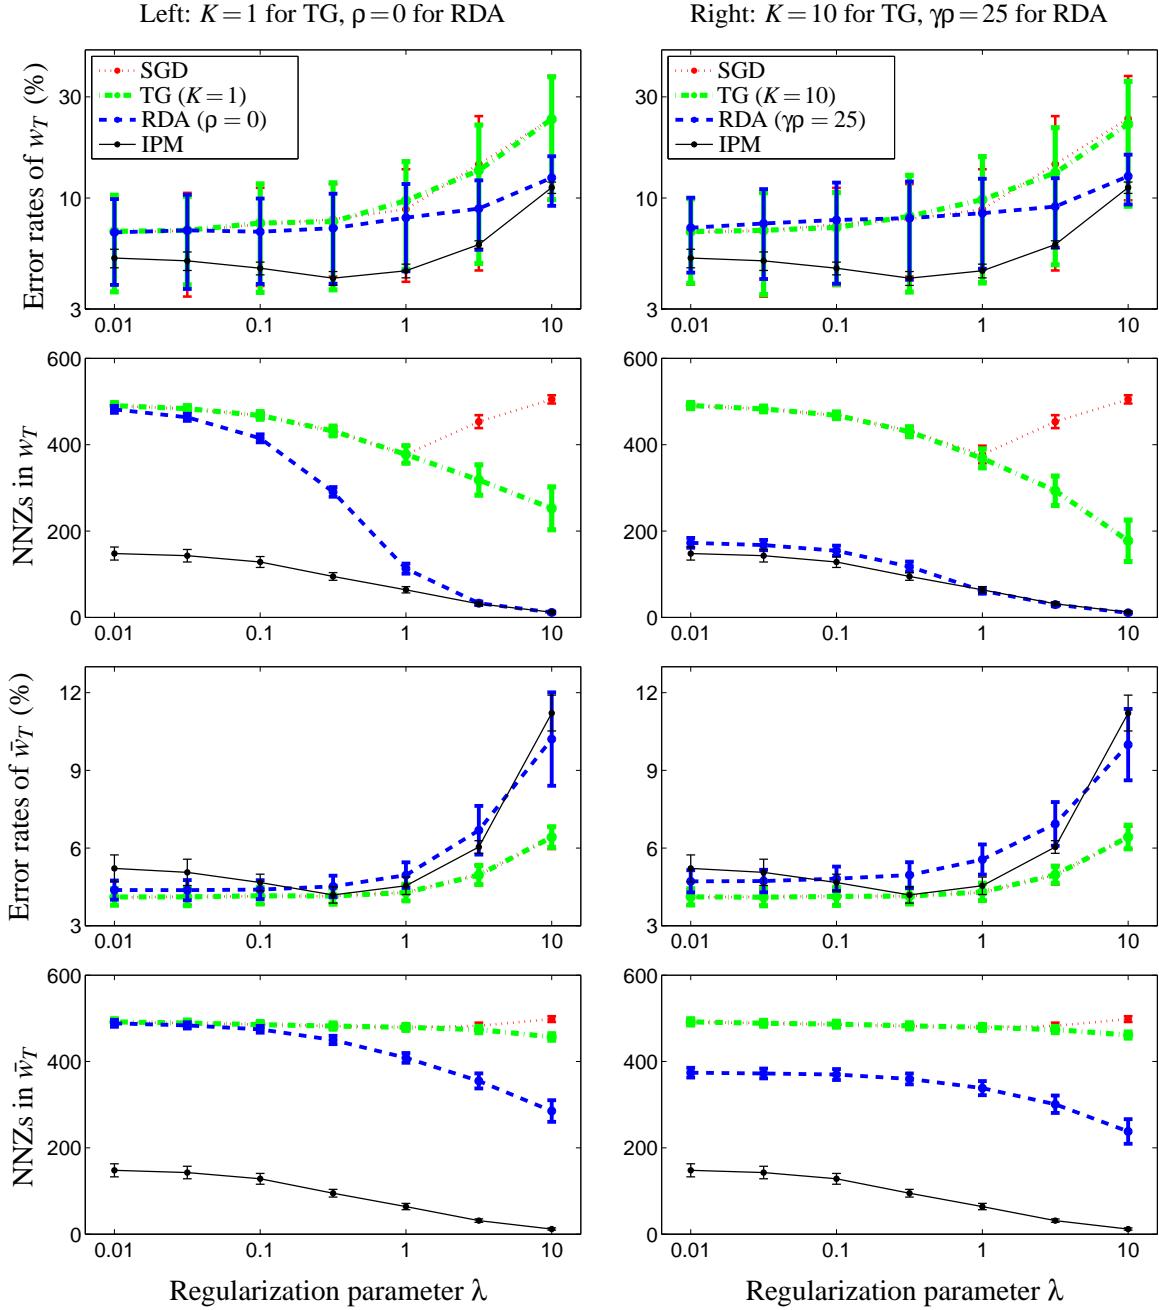 Left: K = 1 for TG, ρ = 0 for RDA
Right: K = 10 for TG, γρ = 25 for RDA
Error rates of w_T (%)
30
10
3
SGD
TG (K = 1)
RDA (ρ = 0)
IPM
0.01 0.1 1 10
30
10
3
SGD
TG (K = 10)
RDA (γρ = 25)
IPM
0.01 0.1 1 10
NNZs in w_T
600
400
200
0
0.01 0.1 1 10
600
400
200
0
0.01 0.1 1 10
Error rates of w̄_T (%)
12
9
6
3
0.01 0.1 1 10
12
9
6
3
0.01 0.1 1 10
NNZs in w̄_T
600
400
200
0
0.01 0.1 1 10
600
400
200
0
0.01 0.1 1 10
Regularization parameter λ
Regularization parameter λ